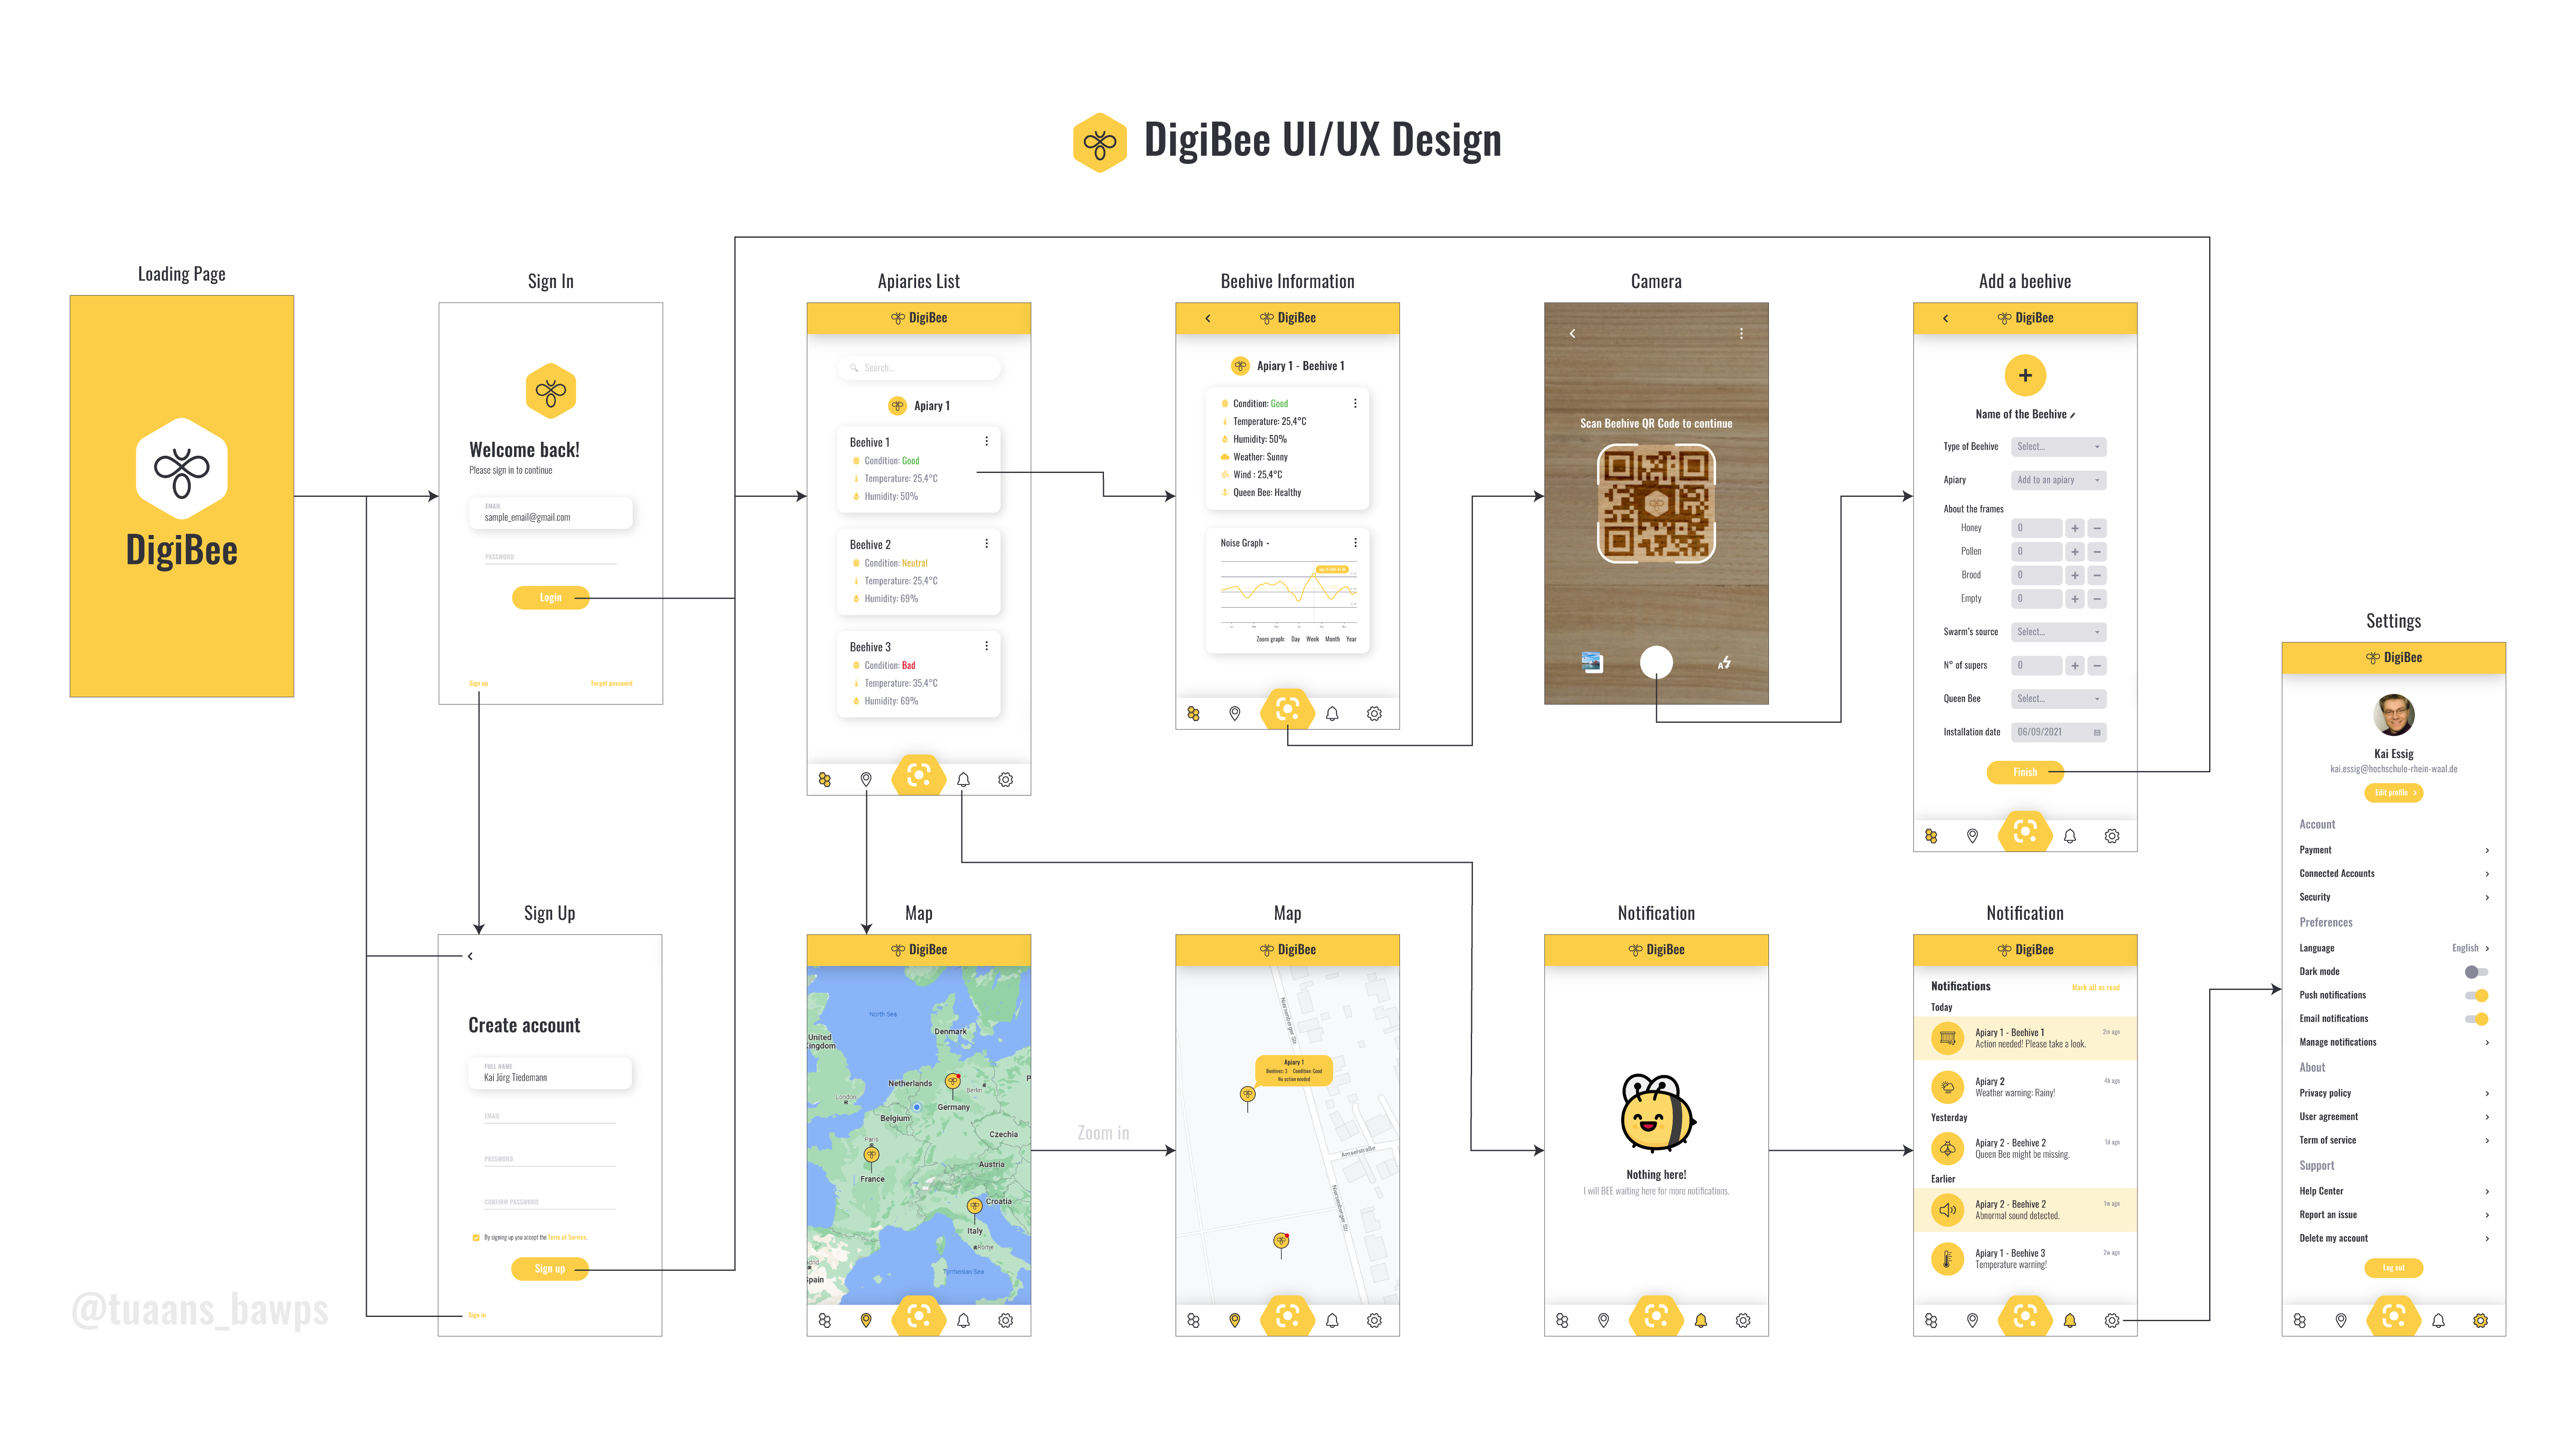 DigiBee UI/UX Design
Loading Page
DigiBee
Sign In
Welcome back!
Please sign in to continue
EMAIL
sample_email@gmail.com
PASSWORD
Login
Sign up
Forgot password
Apiaries List
DigiBee
Search...
Apiary 1
Beehive 1
Condition: Good
Temperature: 25,4°C
Humidity: 50%
Beehive 2
Condition: Neutral
Temperature: 25,4°C
Humidity: 69%
Beehive 3
Condition: Bad
Temperature: 35,4°C
Humidity: 69%
Beehive Information
DigiBee
Apiary 1 - Beehive 1
Condition: Good
Temperature: 25,4°C
Humidity: 50%
Weather: Sunny
Wind : 25,4°C
Queen Bee: Healthy
Noise Graph
Zoom graph: Day Week Month Year
Camera
Scan Beehive QR Code to continue
A
Add a beehive
DigiBee
Name of the Beehive
Type of Beehive Select...
Apiary Add to an apiary
About the frames
Honey 0
Pollen 0
Brood 0
Empty 0
Swarm's source Select...
N° of supers 0
Queen Bee Select...
Installation date 06/09/2021
Finish
Sign Up
Create account
FULL NAME
Kai Jörg Tiedemann
EMAIL
PASSWORD
CONFIRM PASSWORD
By signing up you accept the Term of Service.
Sign up
Sign in
Map
DigiBee
North Sea
Denmark
United
Kingdom
Netherlands
Berlin
London
Germany
Belgium
Czechia
Paris
Austria
France
Croatia
Italy
Rome
Spain
Tyrrhenian Sea
Zoom in
Map
DigiBee
Apiary 1
Beehives: 3 Condition: Good
No action needed
Amselstraße
Notification
DigiBee
Nothing here!
I will BEE waiting here for more notifications.
Notification
DigiBee
Notifications
Mark all as read
Today
Apiary 1 - Beehive 1
2m ago
Action needed! Please take a look.
Apiary 2
4h ago
Weather warning: Rainy!
Yesterday
Apiary 2 - Beehive 2
1d ago
Queen Bee might be missing.
Earlier
Apiary 2 - Beehive 2
1w ago
Abnormal sound detected.
Apiary 1 - Beehive 3
2w ago
Temperature warning!
Settings
DigiBee
Kai Essig
kai.essig@hochschule-rhein-waal.de
Edit profile
Account
Payment
Connected Accounts
Security
Preferences
Language English
Dark mode
Push notifications
Email notifications
Manage notifications
About
Privacy policy
User agreement
Term of service
Support
Help Center
Report an issue
Delete my account
Log out
@tuaans_bawps